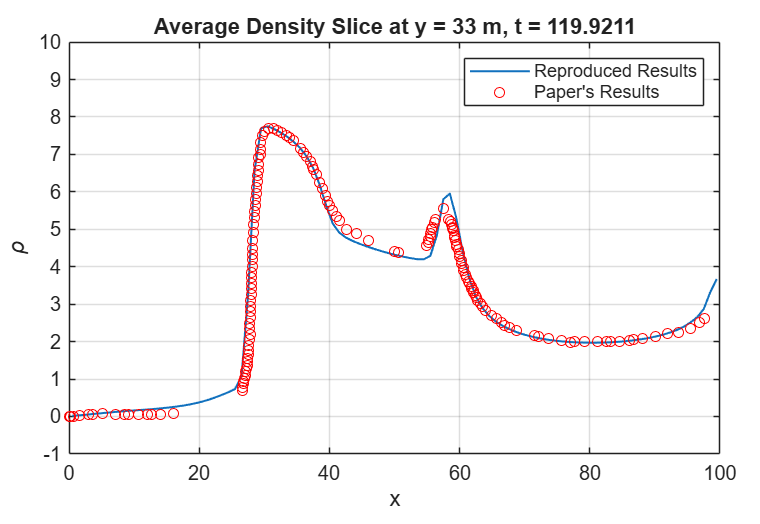 Average Density Slice at y = 33 m, t = 119.9211
Reproduced Results
Paper's Results
10
9
8
7
6
5
4
3
2
1
0
-1
ρ
0 20 40 60 80 100
x